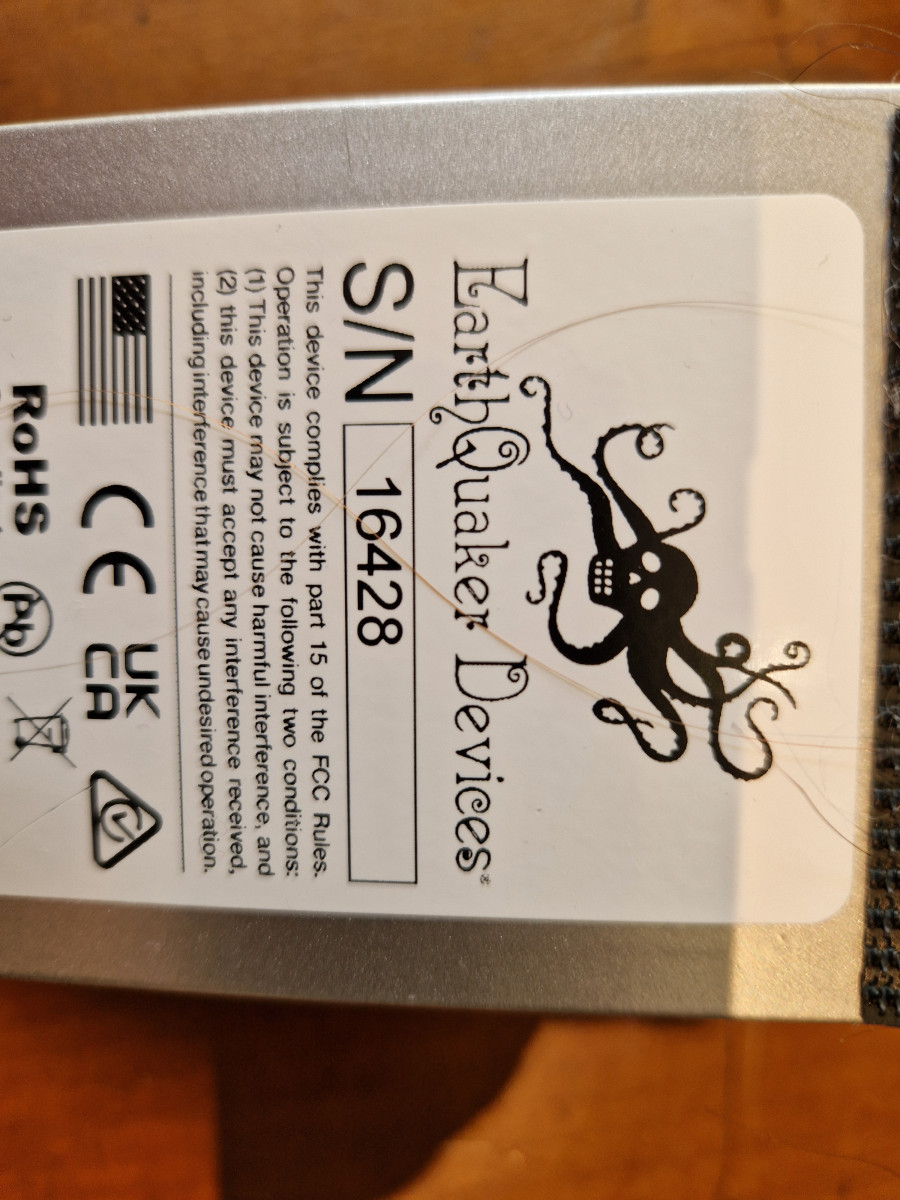 EarthQuaker Devices®
S/N 16428
This device complies with part 15 of the FCC Rules.
Operation is subject to the following two conditions:
(1) This device may not cause harmful interference, and
(2) this device must accept any interference received,
including interference that may cause undesired operation.
CE UKCA
RoHS Pb